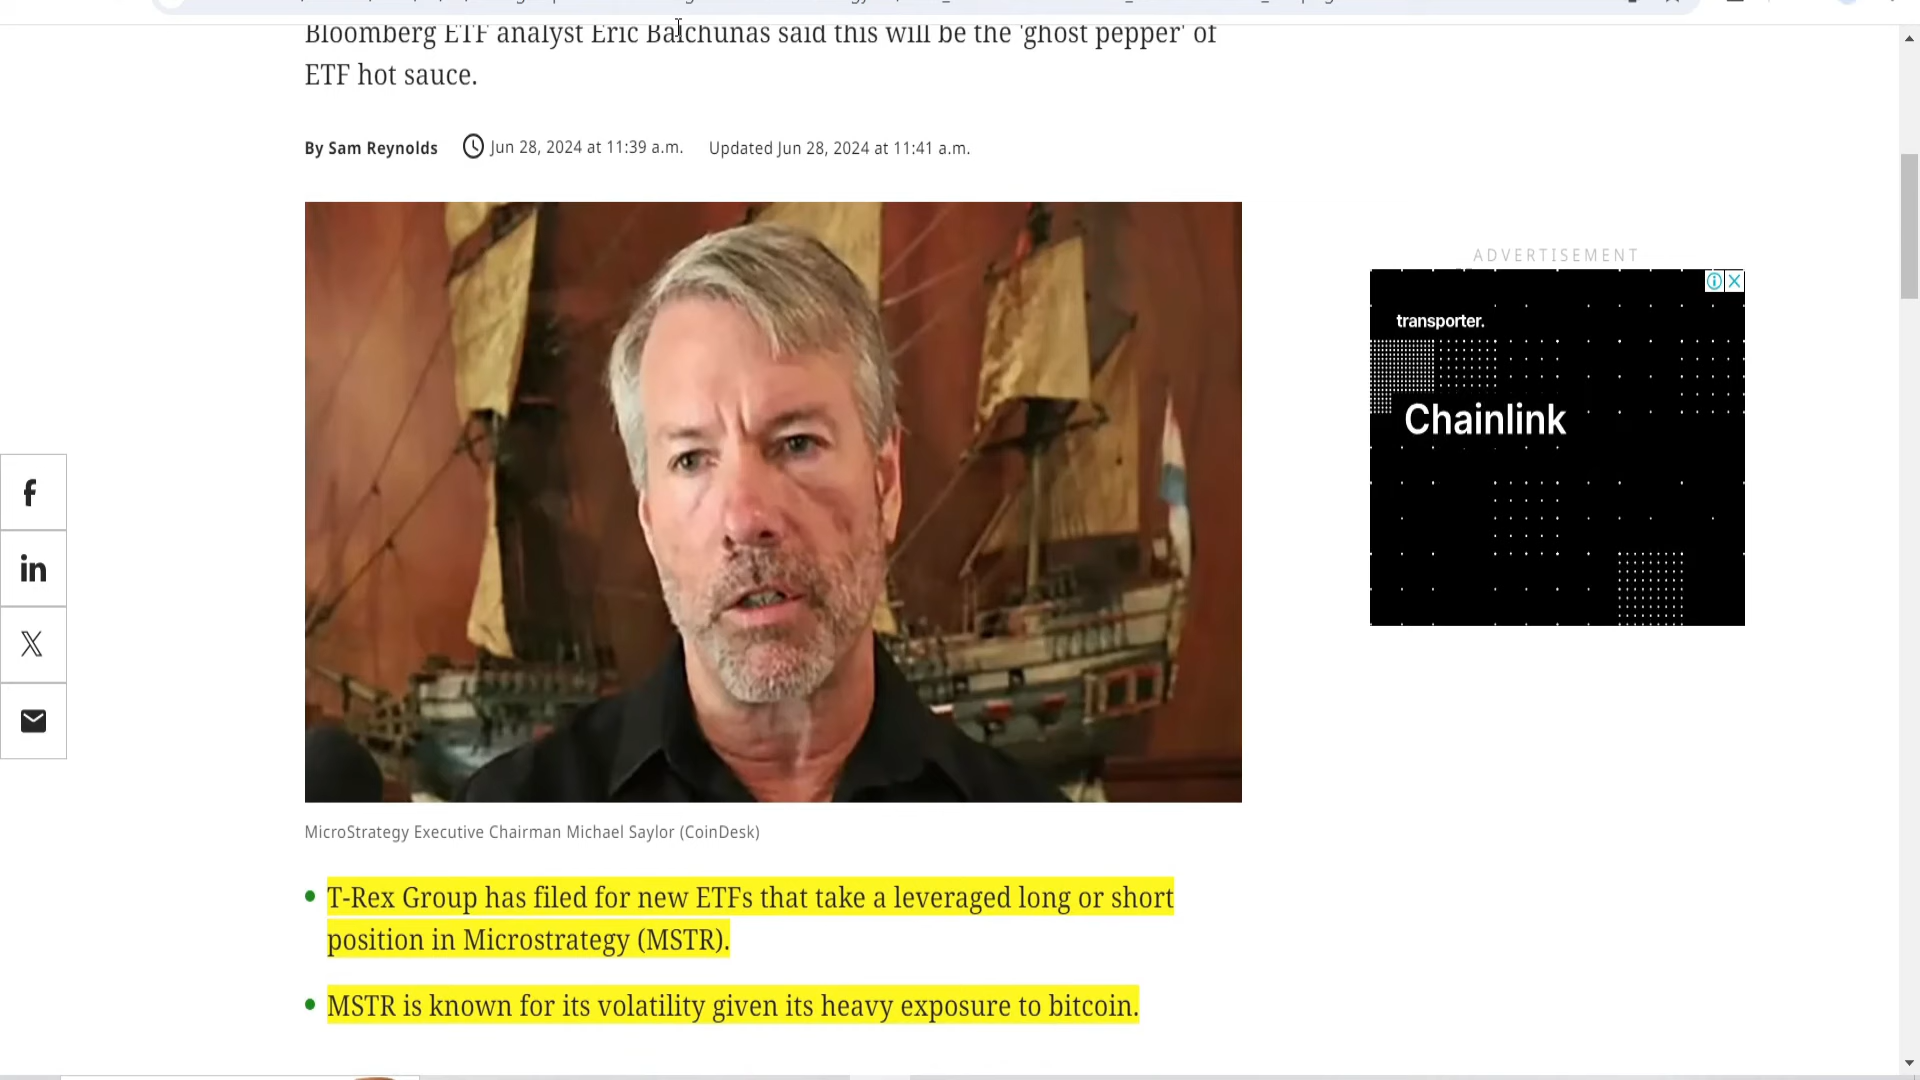 Bloomberg ETF analyst Eric Balchunas said this will be the 'ghost pepper' of
ETF hot sauce.
By Sam Reynolds Jun 28, 2024 at 11:39 a.m. Updated Jun 28, 2024 at 11:41 a.m.
ADVERTISEMENT
transporter.
Chainlink
MicroStrategy Executive Chairman Michael Saylor (CoinDesk)
T-Rex Group has filed for new ETFs that take a leveraged long or short
position in Microstrategy (MSTR).
MSTR is known for its volatility given its heavy exposure to bitcoin.